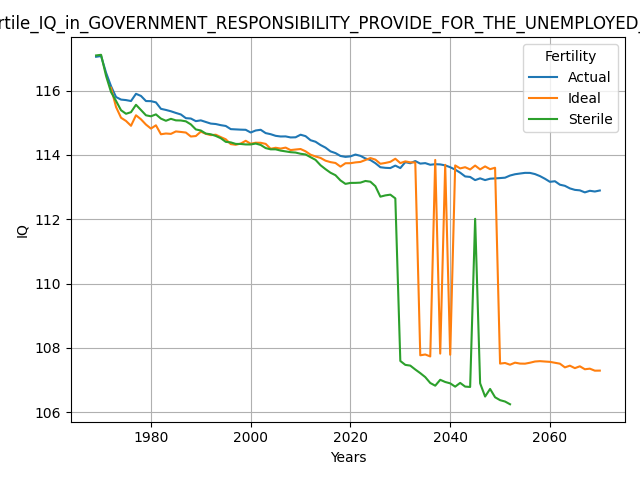 rtile_IQ_in_GOVERNMENT_RESPONSIBILITY_PROVIDE_FOR_THE_UNEMPLOYED_
Fertility
Actual
Ideal
Sterile
116
114
112
110
108
106
IQ
1980
2000
2020
2040
2060
Years